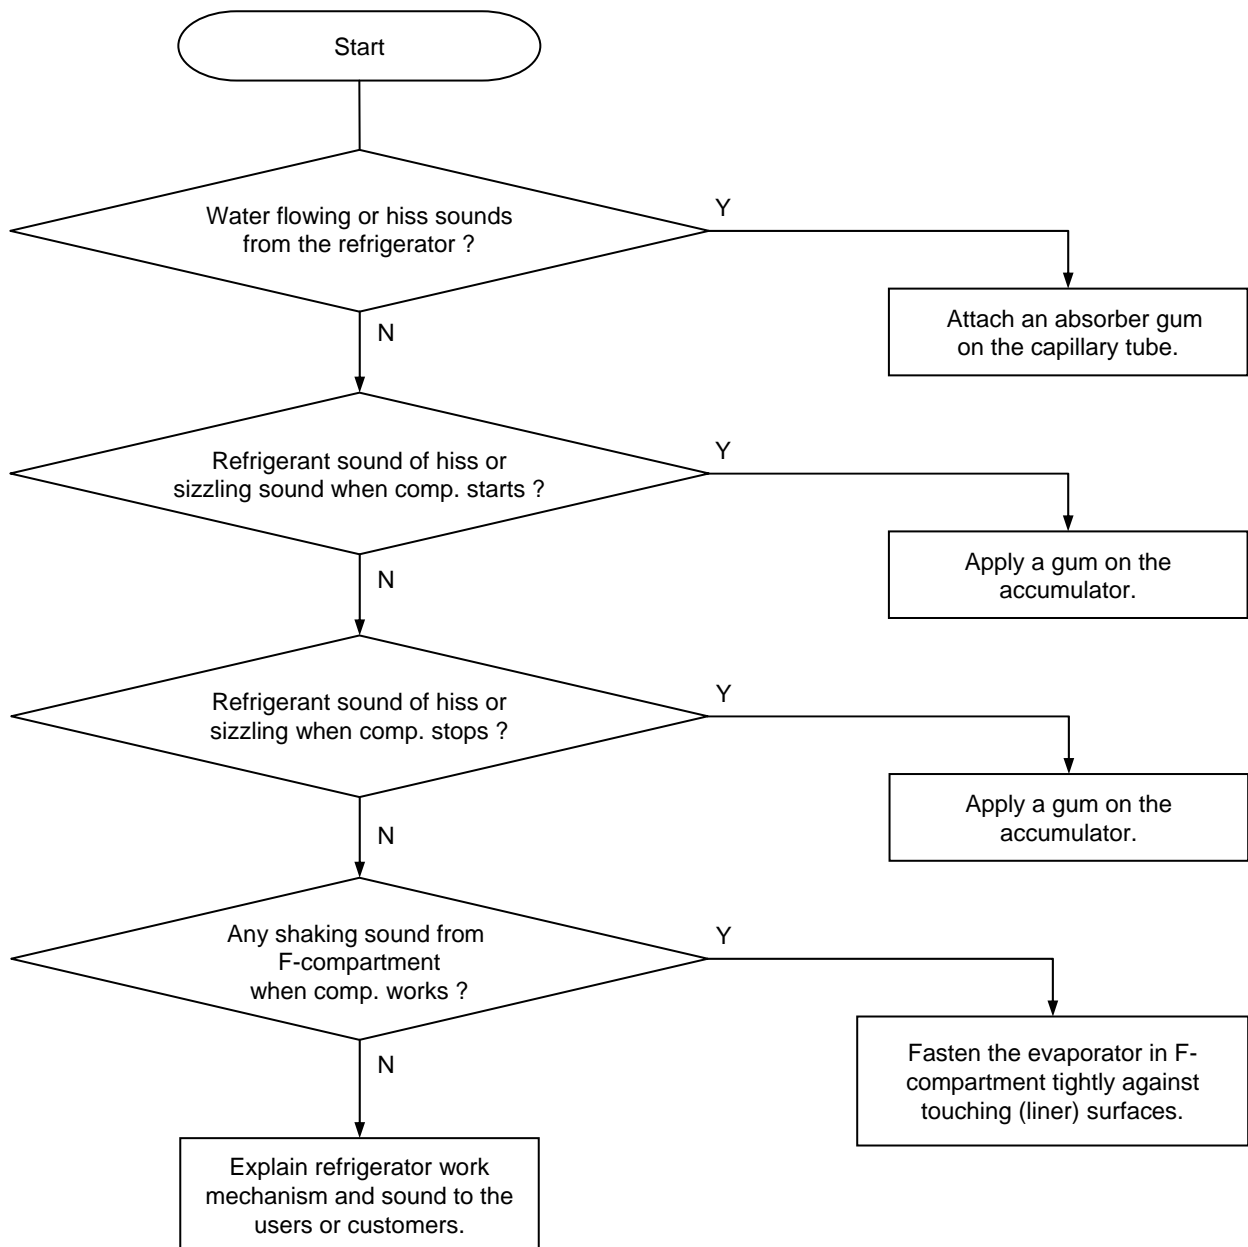 Start
Water flowing or hiss sounds
from the refrigerator ?
Y
Attach an absorber gum
on the capillary tube.
N
Refrigerant sound of hiss or
sizzling sound when comp. starts ?
Y
Apply a gum on the
accumulator.
N
Refrigerant sound of hiss or
sizzling when comp. stops ?
Y
Apply a gum on the
accumulator.
N
Any shaking sound from
F-compartment
when comp. works ?
Y
Fasten the evaporator in F-
compartment tightly against
touching (liner) surfaces.
N
Explain refrigerator work
mechanism and sound to the
users or customers.